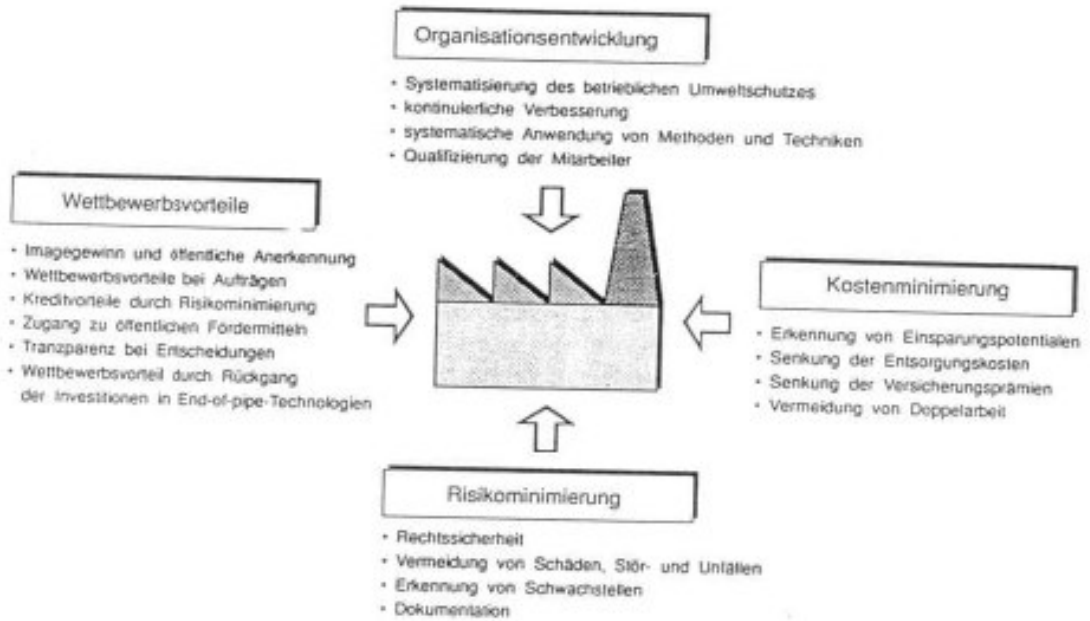 Organisationsentwicklung
• Systematisierung des betrieblichen Umweltschutzes
• kontinuierliche Verbesserung
• systematische Anwendung von Methoden und Techniken
• Qualifizierung der Mitarbeiter
Wettbewerbsvorteile
• Imagegewinn und öffentliche Anerkennung
• Wettbewerbsvorteile bei Aufträgen
• Kreditvorteile durch Risikominimierung
• Zugang zu öffentlichen Fördermitteln
• Tranzparenz bei Entscheidungen
• Wettbewerbsvorteil durch Rückgang
der Investitionen in End-of-pipe-Technologien
Kostenminimierung
• Erkennung von Einsparungspotentialen
• Senkung der Entsorgungskosten
• Senkung der Versicherungsprämien
• Vermeidung von Doppelarbeit
Risikominimierung
• Rechtssicherheit
• Vermeidung von Schäden, Stör- und Unfällen
• Erkennung von Schwachstellen
• Dokumentation